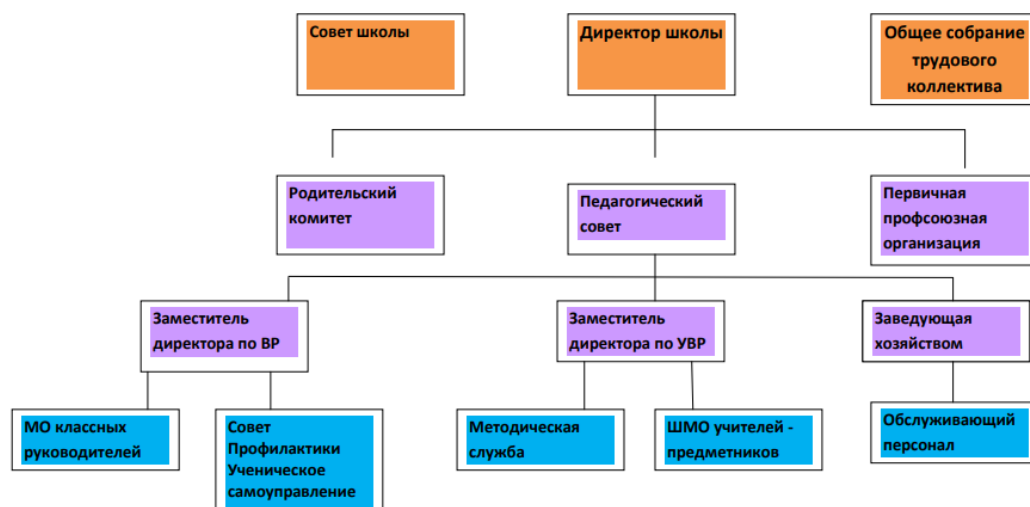 Совет школы
Директор школы
Общее собрание
трудового
коллектива
Родительский
комитет
Педагогический
совет
Первичная
профсоюзная
организация
Заместитель
директора по ВР
Заместитель
директора по УВР
Заведующая
хозяйством
МО классных
руководителей
Совет
Профилактики
Ученическое
самоуправление
Методическая
служба
ШМО учителей -
предметников
Обслуживающий
персонал